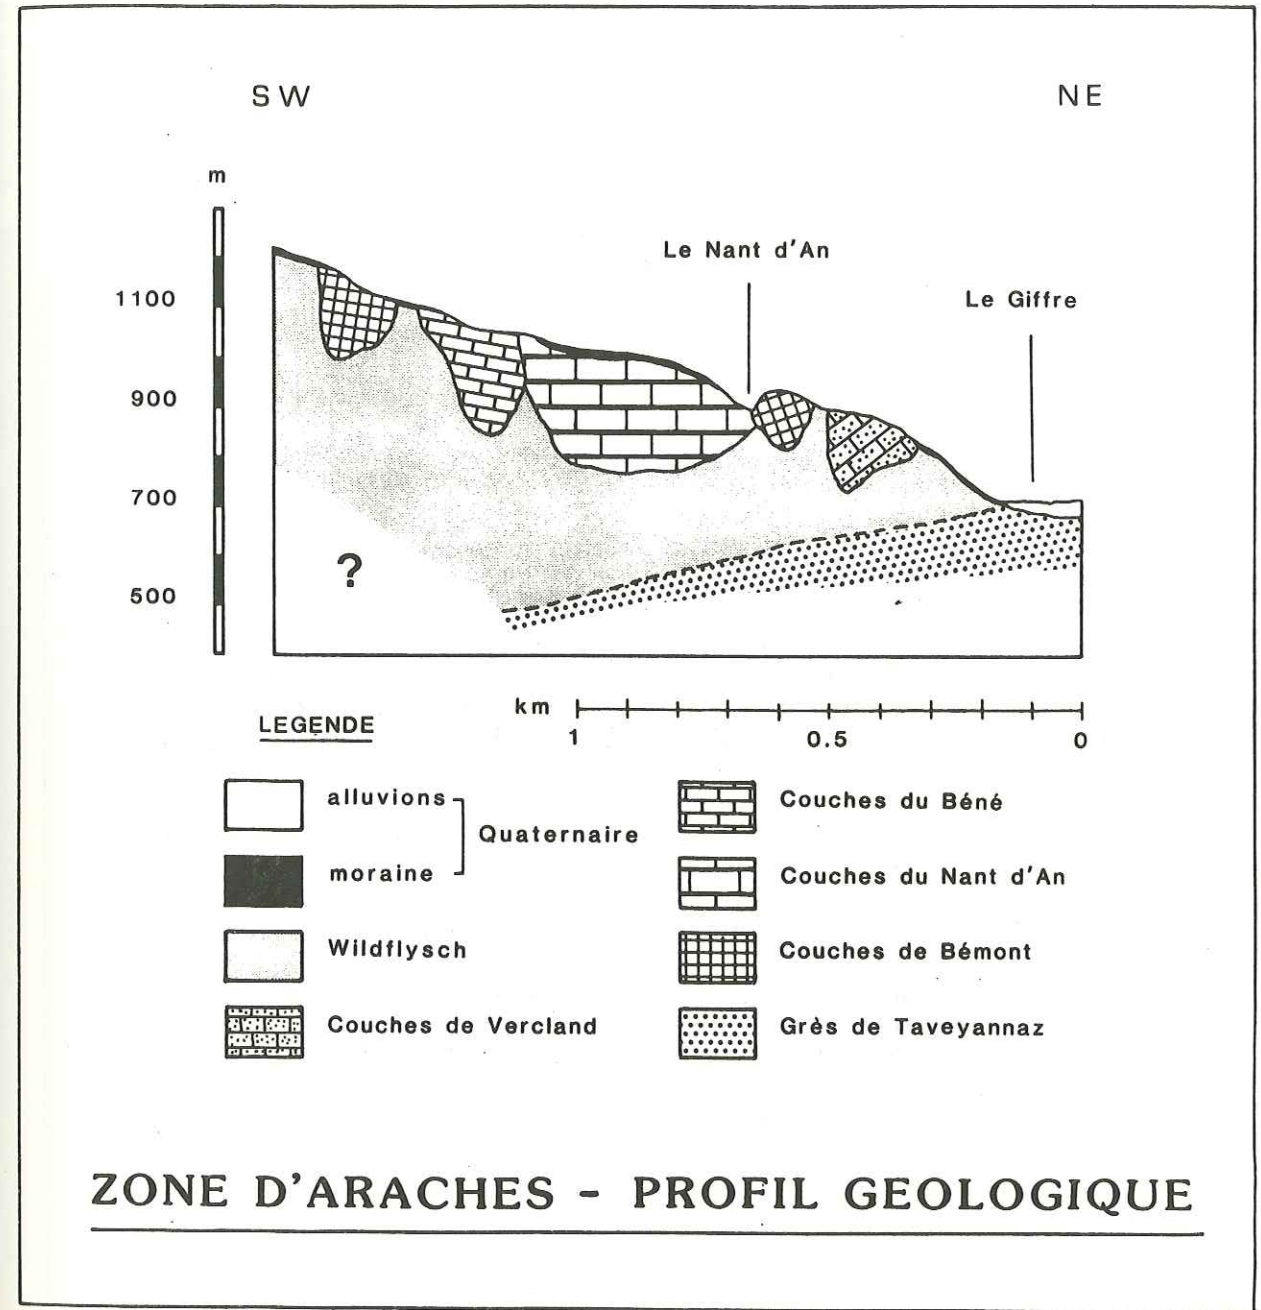 SW
NE
m
Le Nant d'An
Le Giffre
1100
900
700
500
?
km
1
0.5
0
LEGENDE
alluvions
Quaternaire
moraine
Wildflysch
Couches de Vercland
Couches du Béné
Couches du Nant d'An
Couches de Bémont
Grès de Taveyannaz
ZONE D'ARACHES - PROFIL GEOLOGIQUE